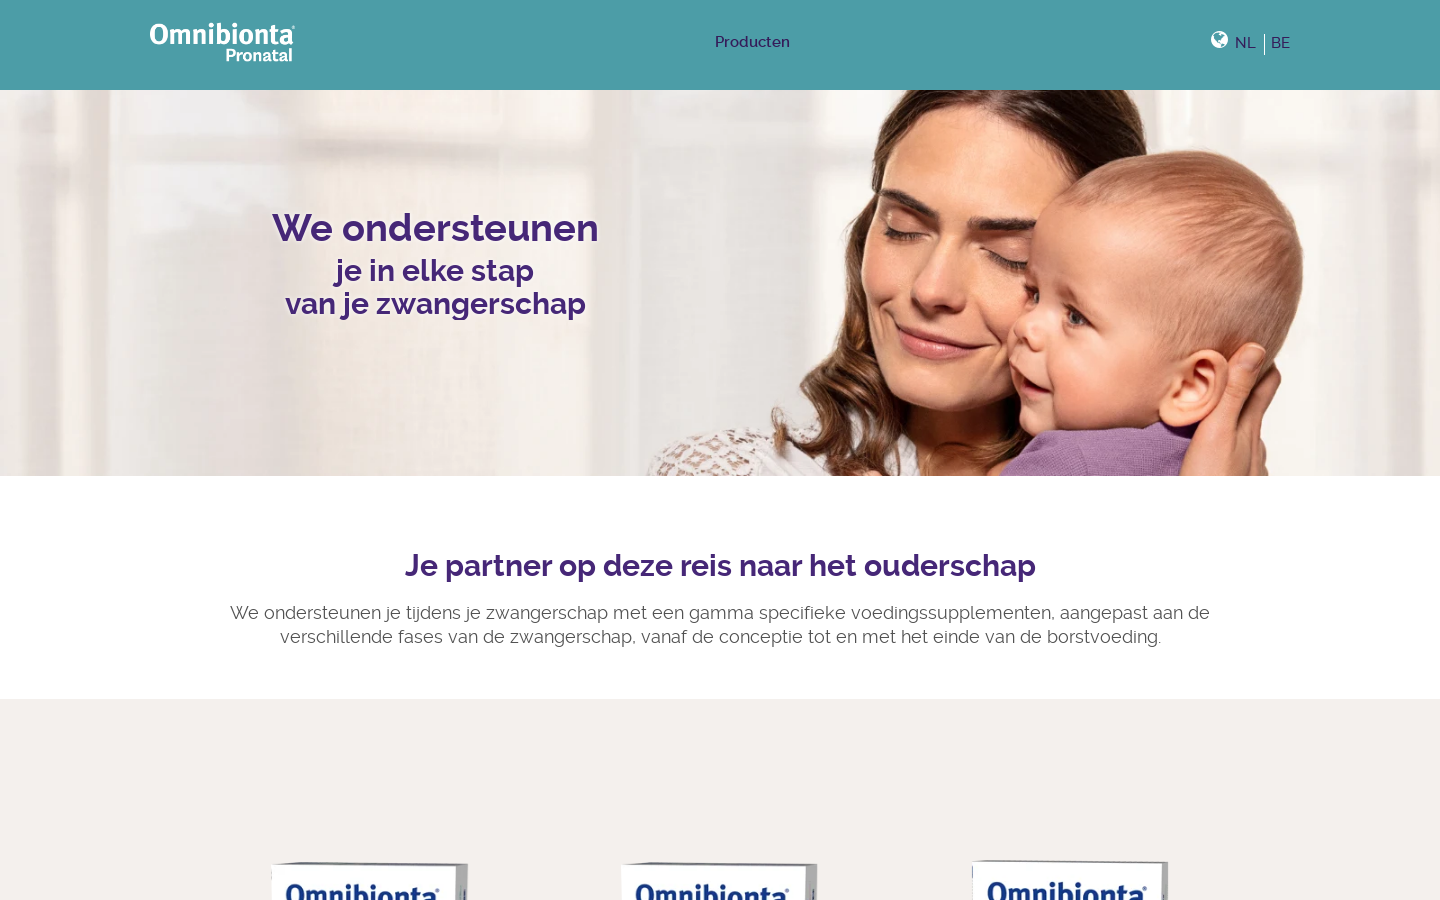 Omnibionta®
Pronatal
Producten
NL
BE
We ondersteunen
je in elke stap
van je zwangerschap
Je partner op deze reis naar het ouderschap
We ondersteunen je tijdens je zwangerschap met een gamma specifieke voedingssupplementen, aangepast aan de
verschillende fases van de zwangerschap, vanaf de conceptie tot en met het einde van de borstvoeding.
Omnibionta®
Omnibionta®
Omnibionta®